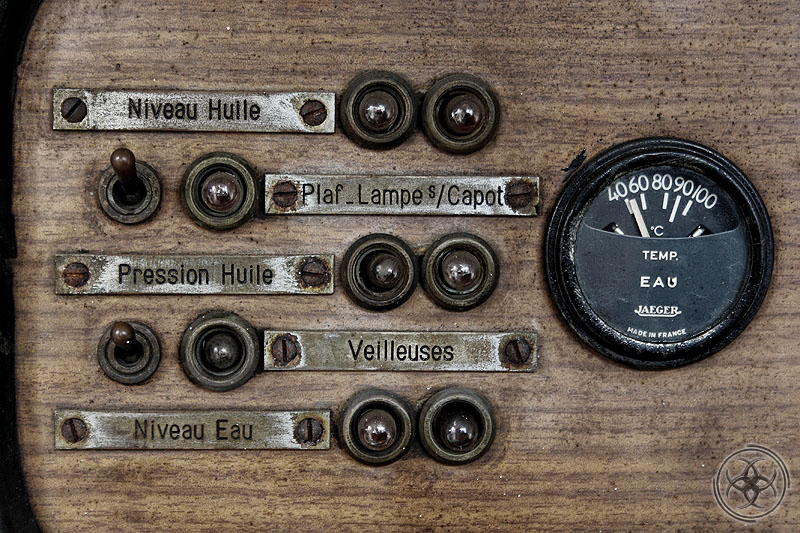 Niveau Huile
Plaf_Lampe s/Capot
Pression Huile
Veilleuses
Niveau Eau
40 60 80 90 100
°C
TEMP.
EAU
JAEGER
MADE IN FRANCE